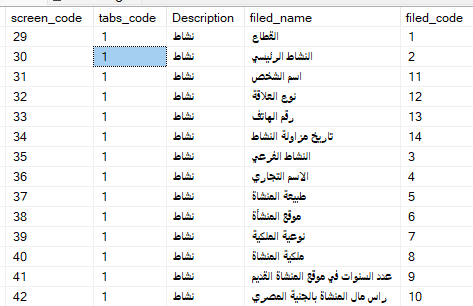 screen_code tabs_code Description filed_name filed_code
29 1 نشاط القطاع 1
30 1 نشاط النشاط الرئيسي 2
31 1 نشاط اسم الشخص 11
32 1 نشاط نوع العلاقة 12
33 1 نشاط رقم الهاتف 13
34 1 نشاط تاريخ مزاولة النشاط 14
35 1 نشاط النشاط الفرعي 3
36 1 نشاط الاسم التجاري 4
37 1 نشاط طبيعة المنشاة 5
38 1 نشاط موقع المنشأة 6
39 1 نشاط نوعية الملكية 7
40 1 نشاط ملكية المنشاة 8
41 1 نشاط عدد السنوات في موقع المنشاة القديم 9
42 1 نشاط راس مال المنشاة بالجنية المصري 10